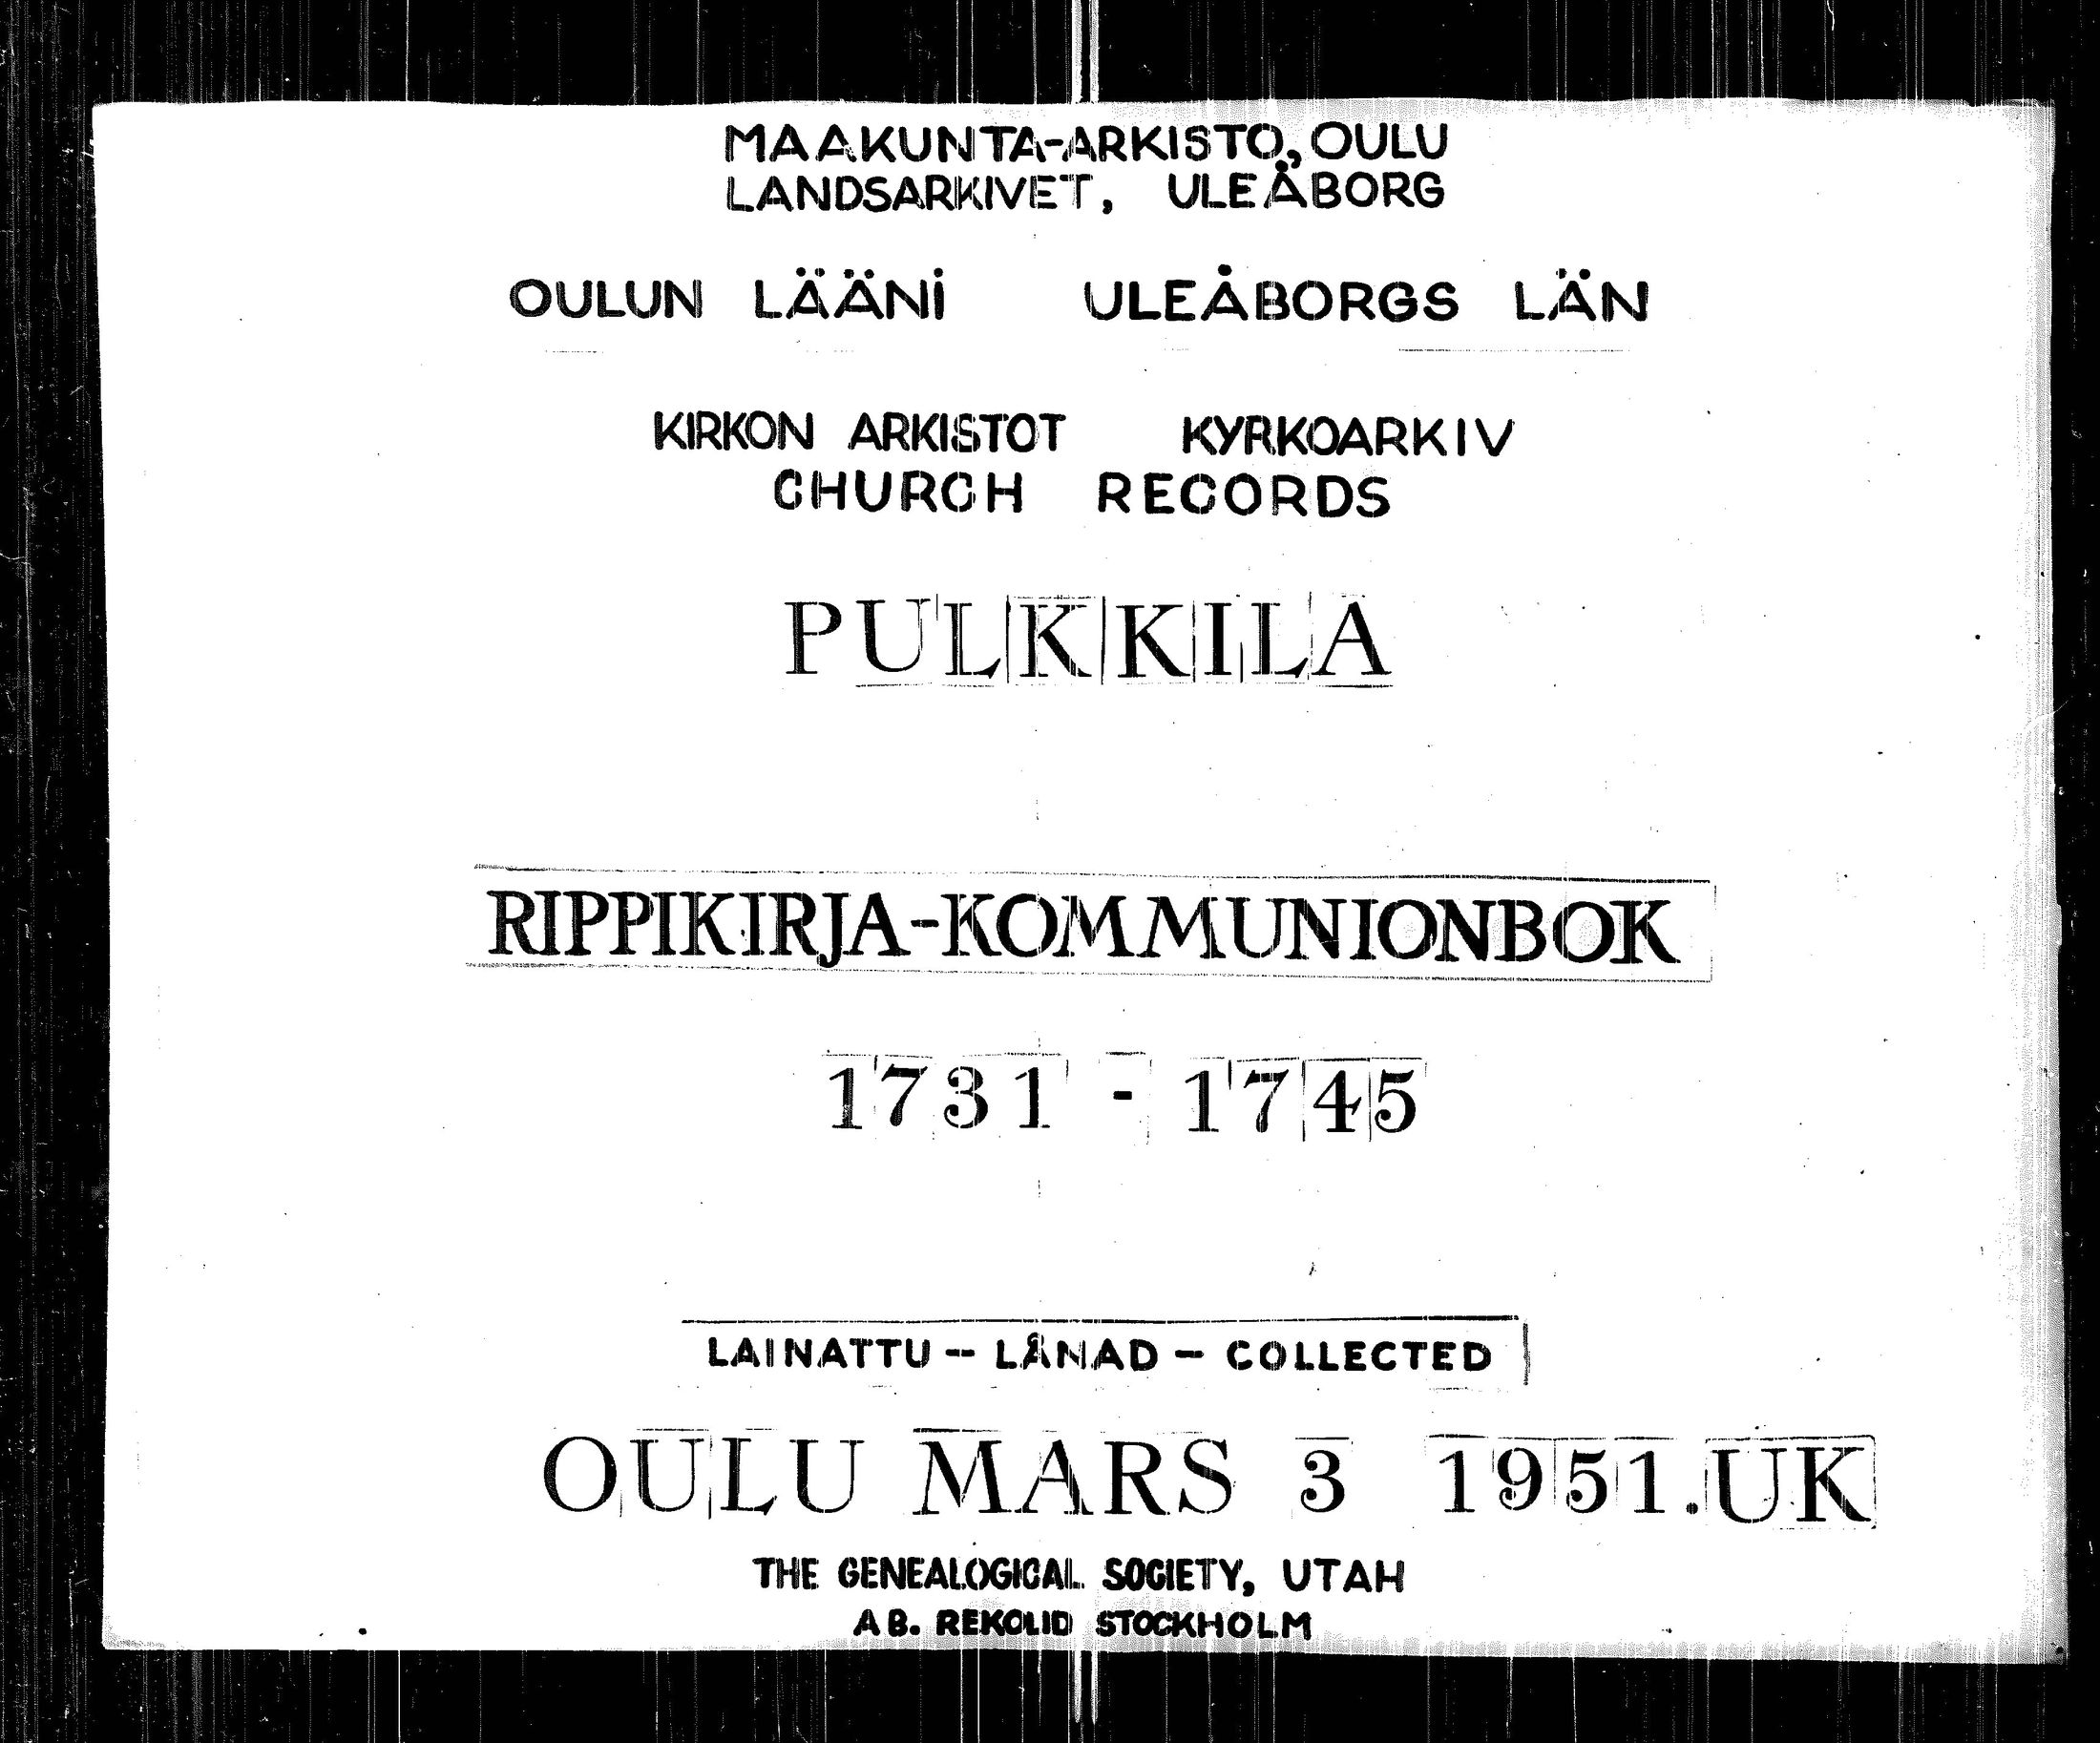 MAAKUNTA-ARKISTO, OULU
LANDSARKIVET, ULEÅBORG
OULUN LÄÄNI ULEÅBORGS LÄN
KIRKON ARKISTOT KYRKOARKIV
CHURCH RECORDS
PULKKILA
RIPPIKIRJA-KOMMUNIONBOK
1731 - 1745
LAINATTU - LÅNAD - COLLECTED
OULU MARS 3 1951. UK
THE GENEALOGICAL SOCIETY, UTAH
AB. REKOLID STOCKHOLM